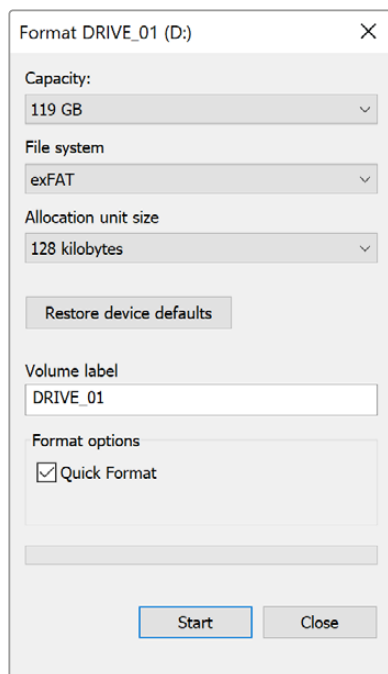 Format DRIVE_01 (D:)
Capacity:
119 GB
File system
exFAT
Allocation unit size
128 kilobytes
Restore device defaults
Volume label
DRIVE_01
Format options
Quick Format
Start Close